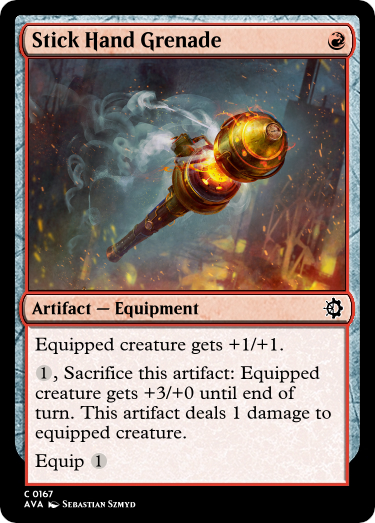 Stick Hand Grenade
Artifact — Equipment
Equipped creature gets +1/+1.
1, Sacrifice this artifact: Equipped
creature gets +3/+0 until end of
turn. This artifact deals 1 damage to
equipped creature.
Equip 1
C 0167
AVA Sebastian Szmyd